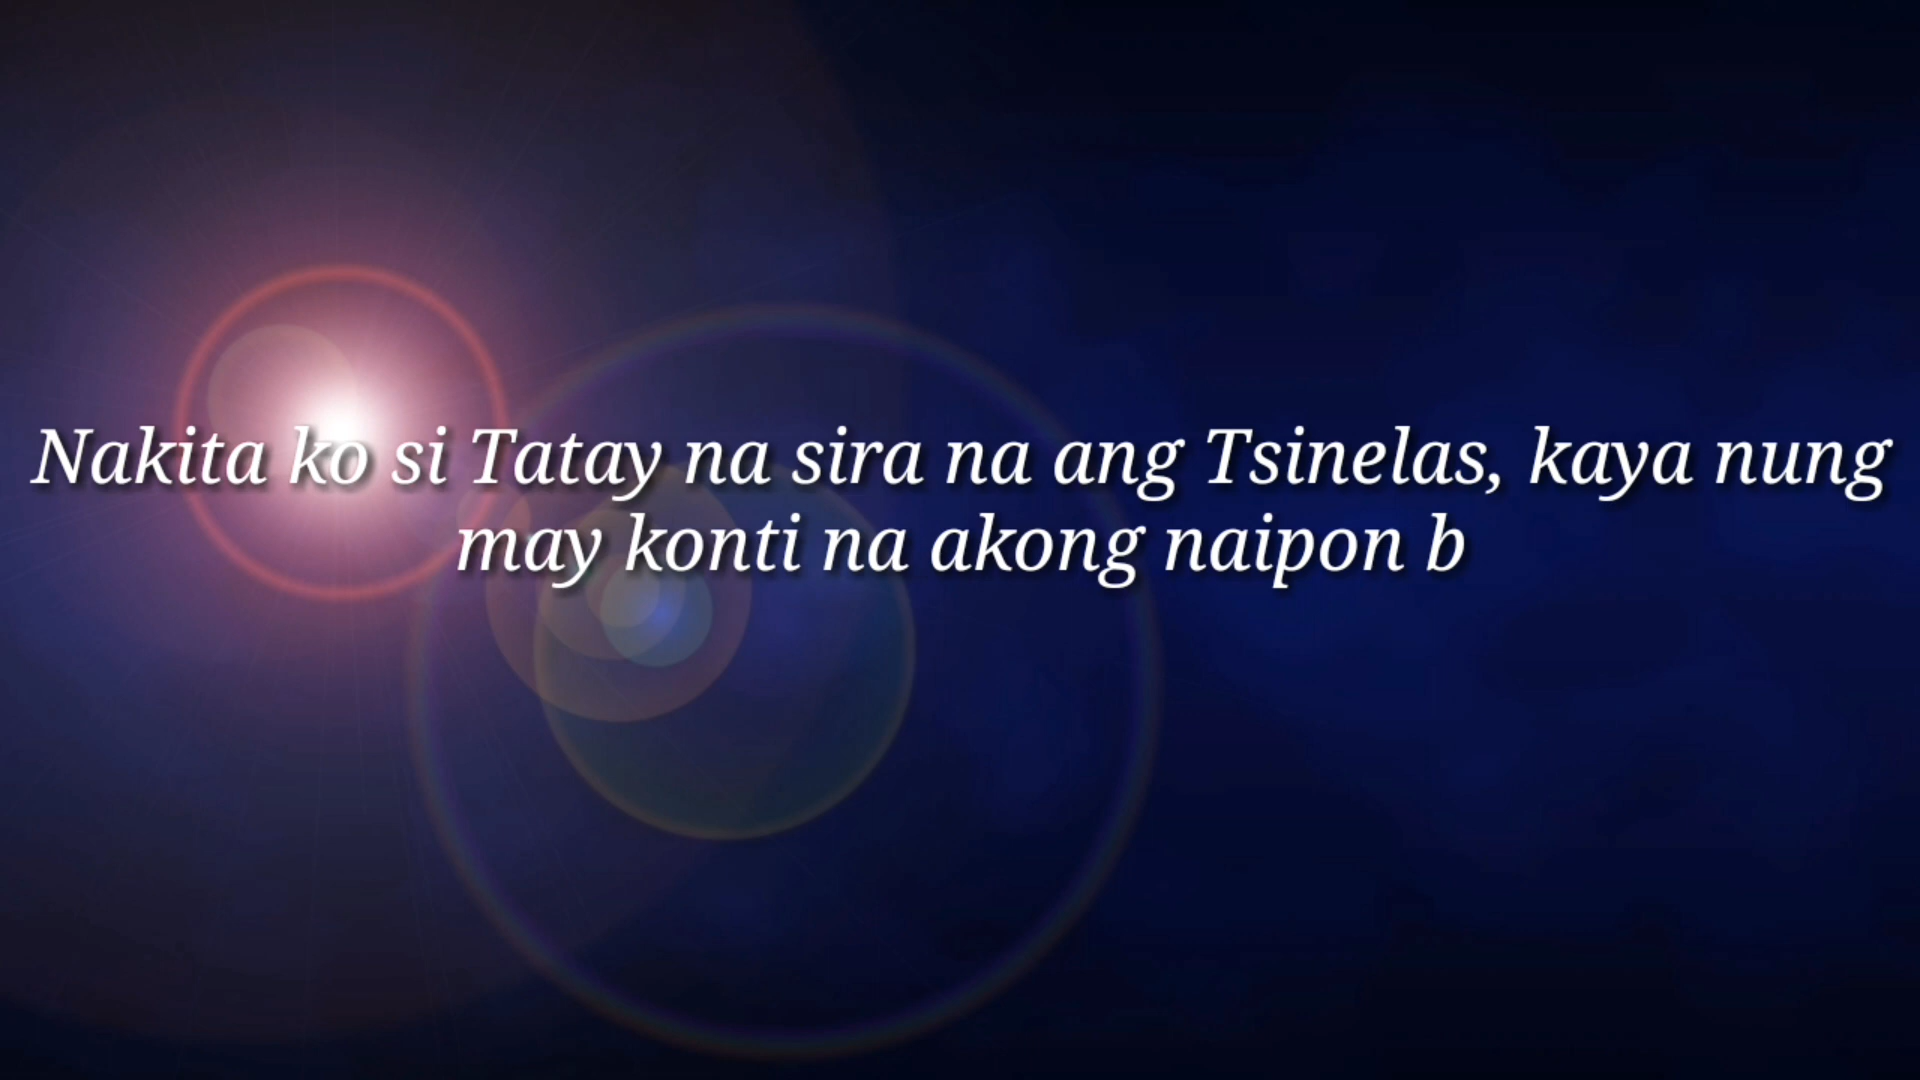 Nakita ko si Tatay na sira na ang Tsinelas, kaya nung
may konti na akong naipon b